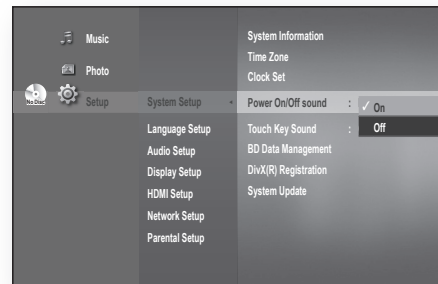 Music
Photo
No Disc
Setup
System Setup
Language Setup
Audio Setup
Display Setup
HDMI Setup
Network Setup
Parental Setup
System Information
Time Zone
Clock Set
Power On/Off sound : ✓ On
Touch Key Sound : Off
BD Data Management
DivX(R) Registration
System Update